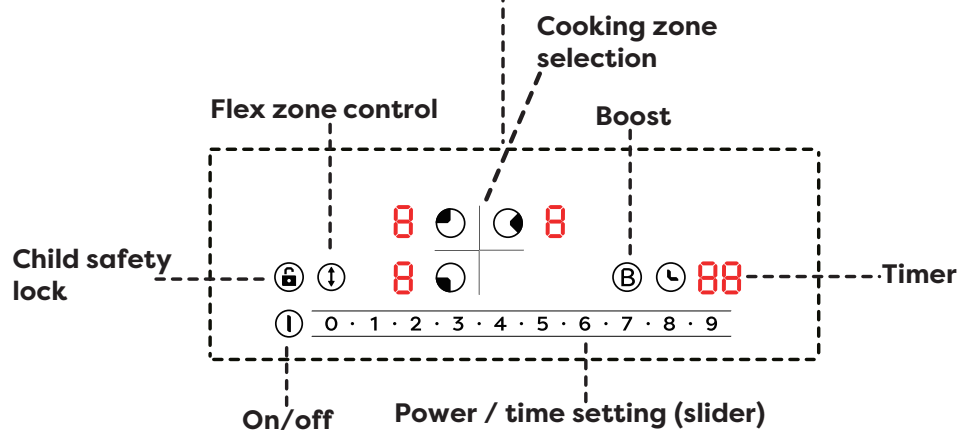 Cooking zone
selection
Flex zone control
Boost
8 8
Child safety
lock
8 B 88
Timer
0 · 1 · 2 · 3 · 4 · 5 · 6 · 7 · 8 · 9
On/off
Power / time setting (slider)